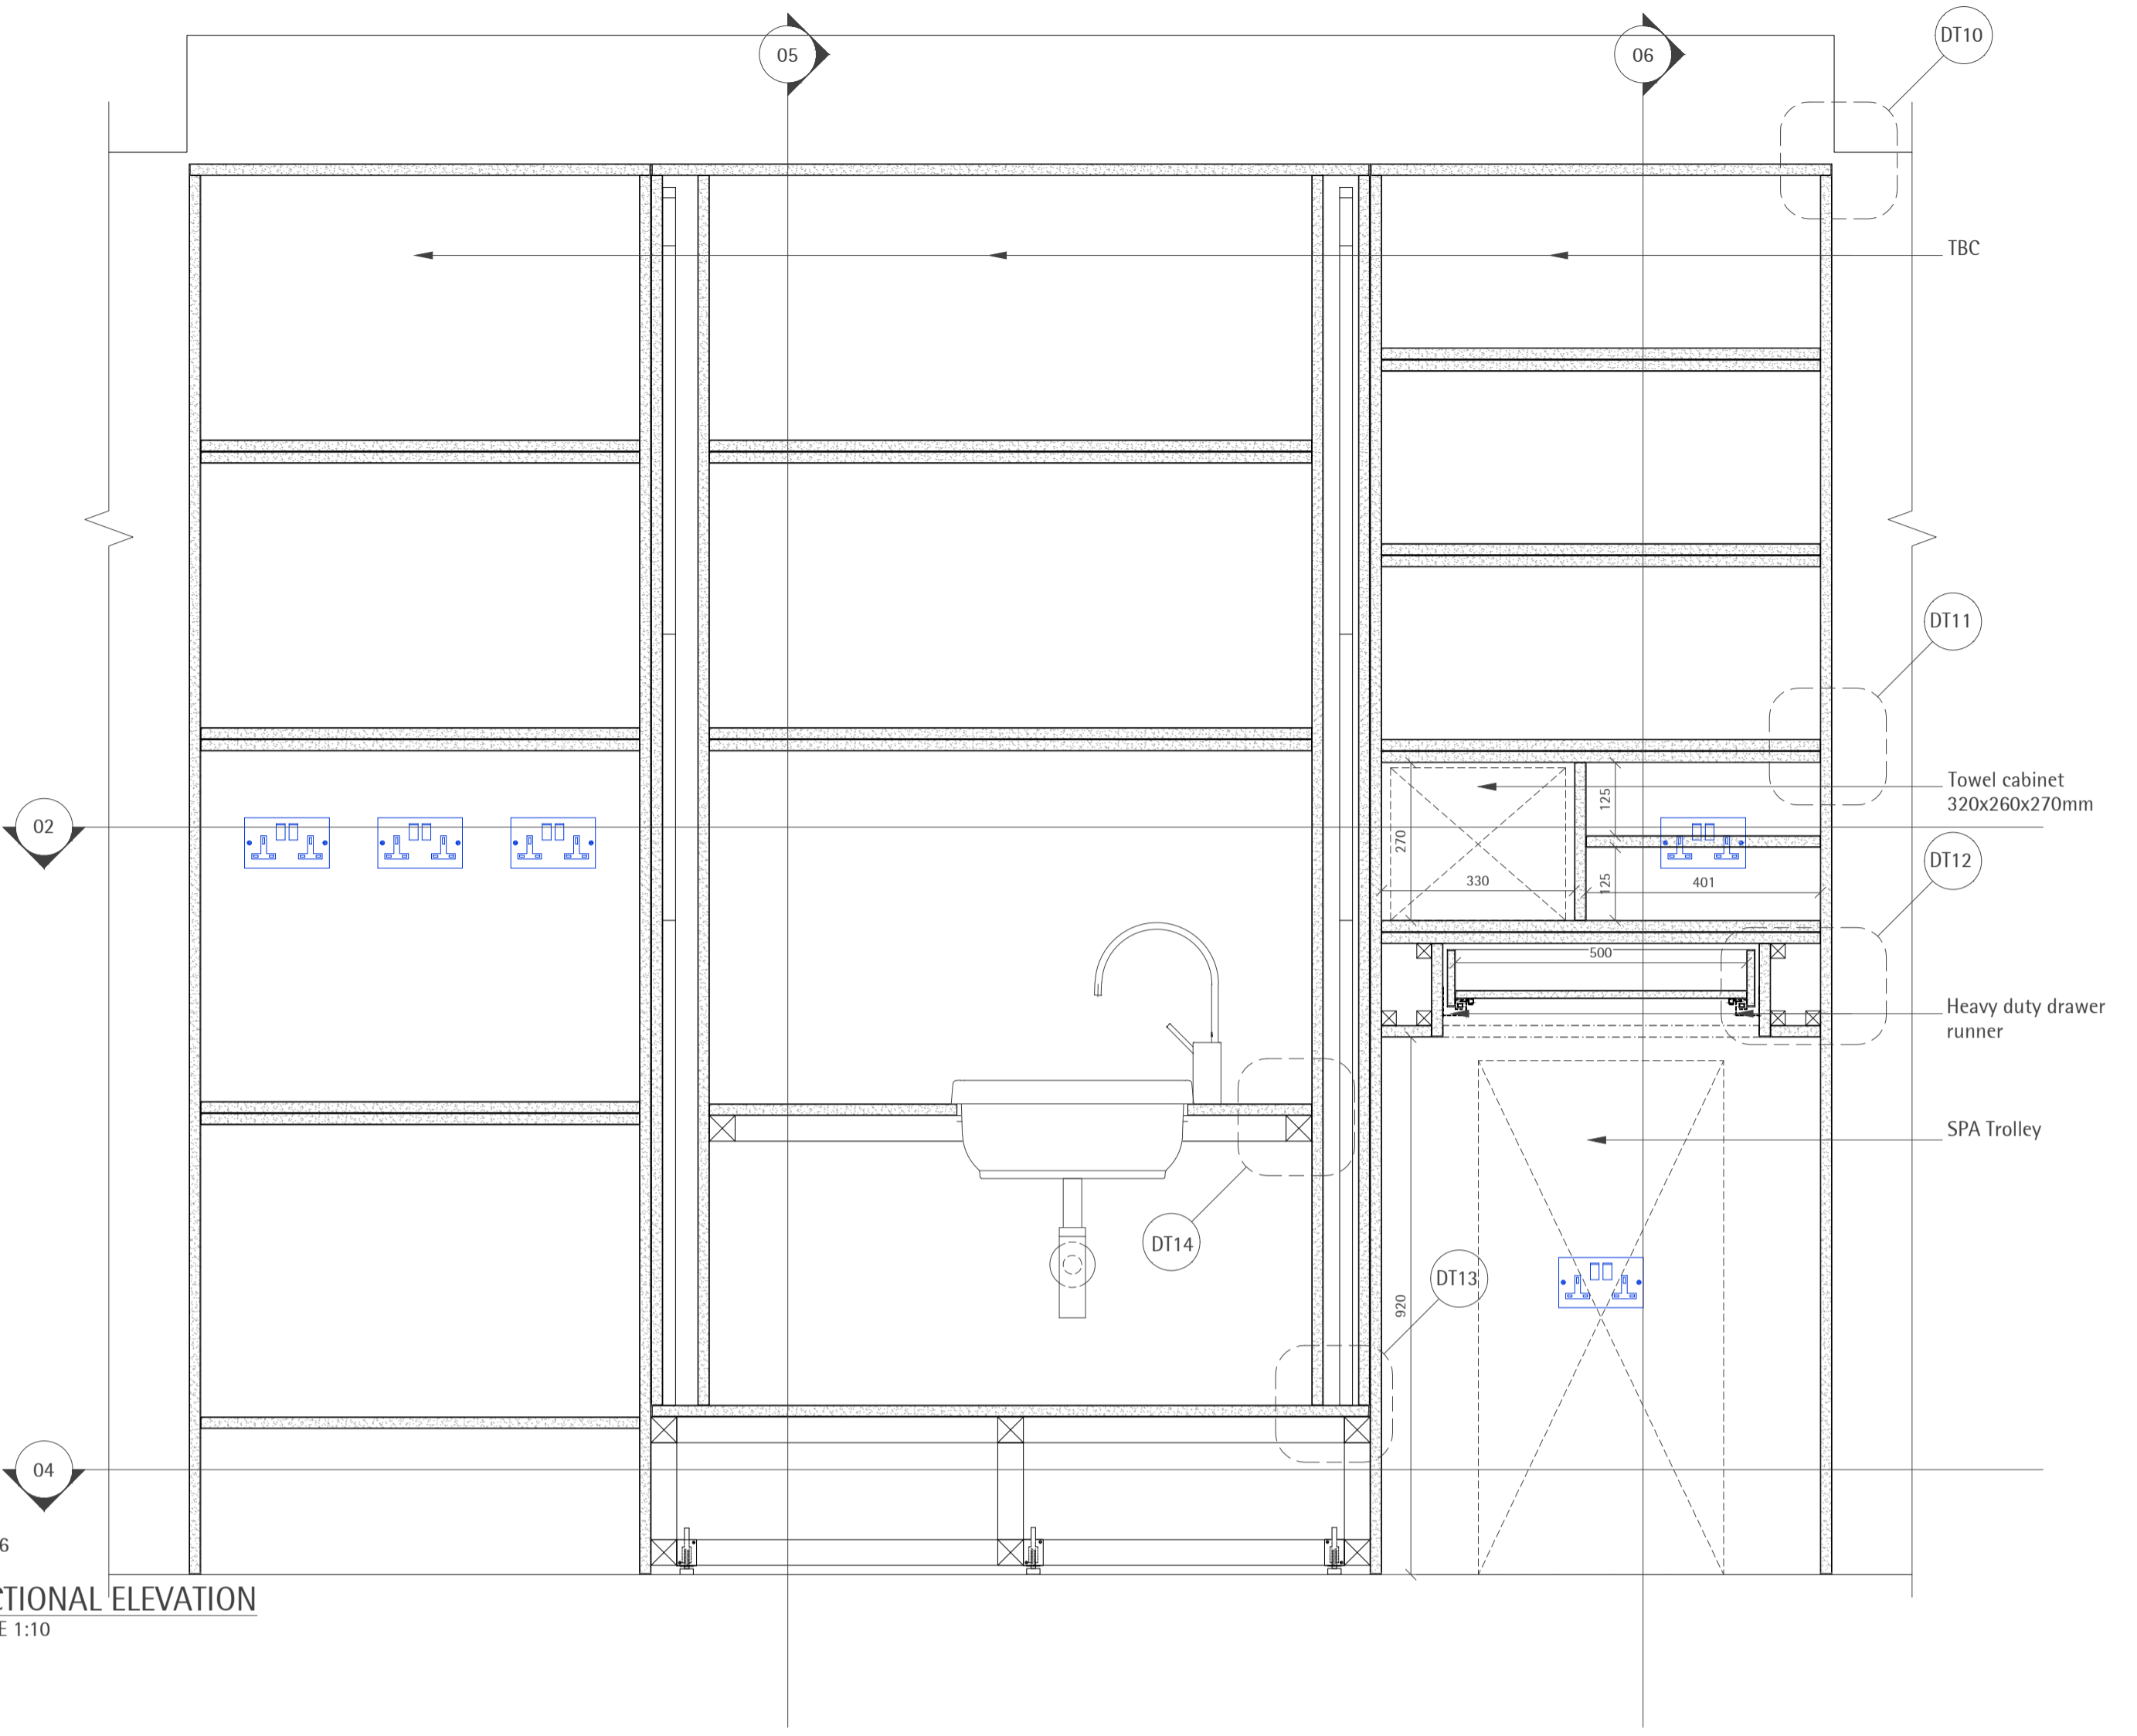 05
06
DT10
TBC
DT11
Towel cabinet
320x260x270mm
02
125
270
DT12
330
125
401
500
Heavy duty drawer
runner
SPA Trolley
DT14
DT13
920
04
6
CTIONAL ELEVATION
E 1:10